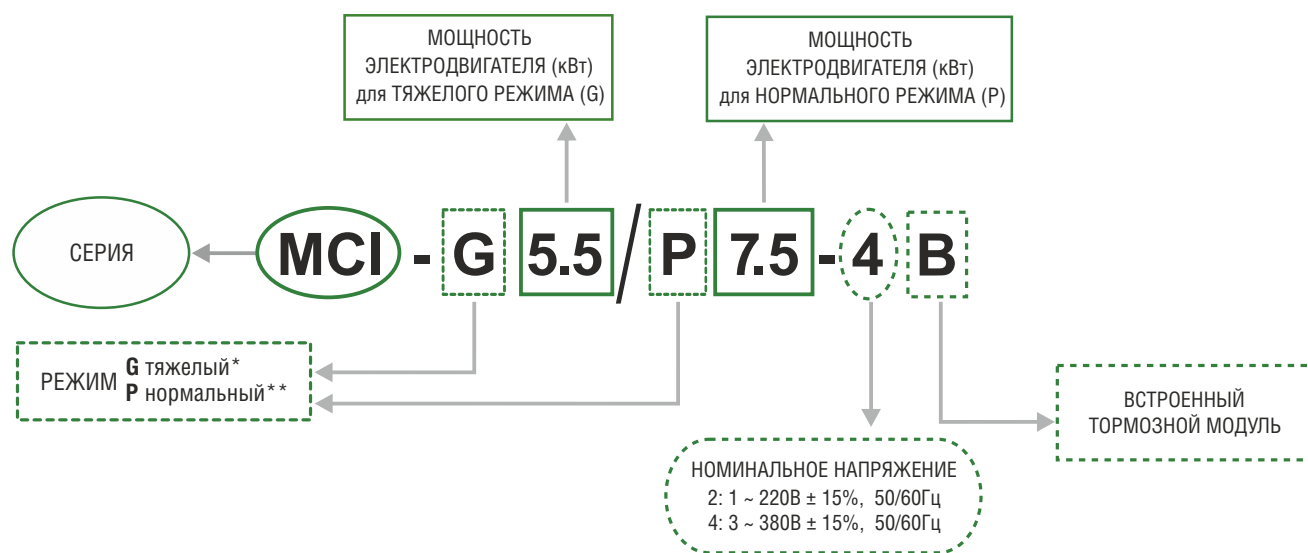 МОЩНОСТЬ
ЭЛЕКТРОДВИГАТЕЛЯ (кВт)
для ТЯЖЕЛОГО РЕЖИМА (G)
МОЩНОСТЬ
ЭЛЕКТРОДВИГАТЕЛЯ (кВт)
для НОРМАЛЬНОГО РЕЖИМА (P)
СЕРИЯ
MCI - G 5.5 / P 7.5 - 4 B
РЕЖИМ G тяжелый*
P нормальный**
ВСТРОЕННЫЙ
ТОРМОЗНОЙ МОДУЛЬ
НОМИНАЛЬНОЕ НАПРЯЖЕНИЕ
2: 1 ~ 220В ± 15%, 50/60Гц
4: 3 ~ 380В ± 15%, 50/60Гц